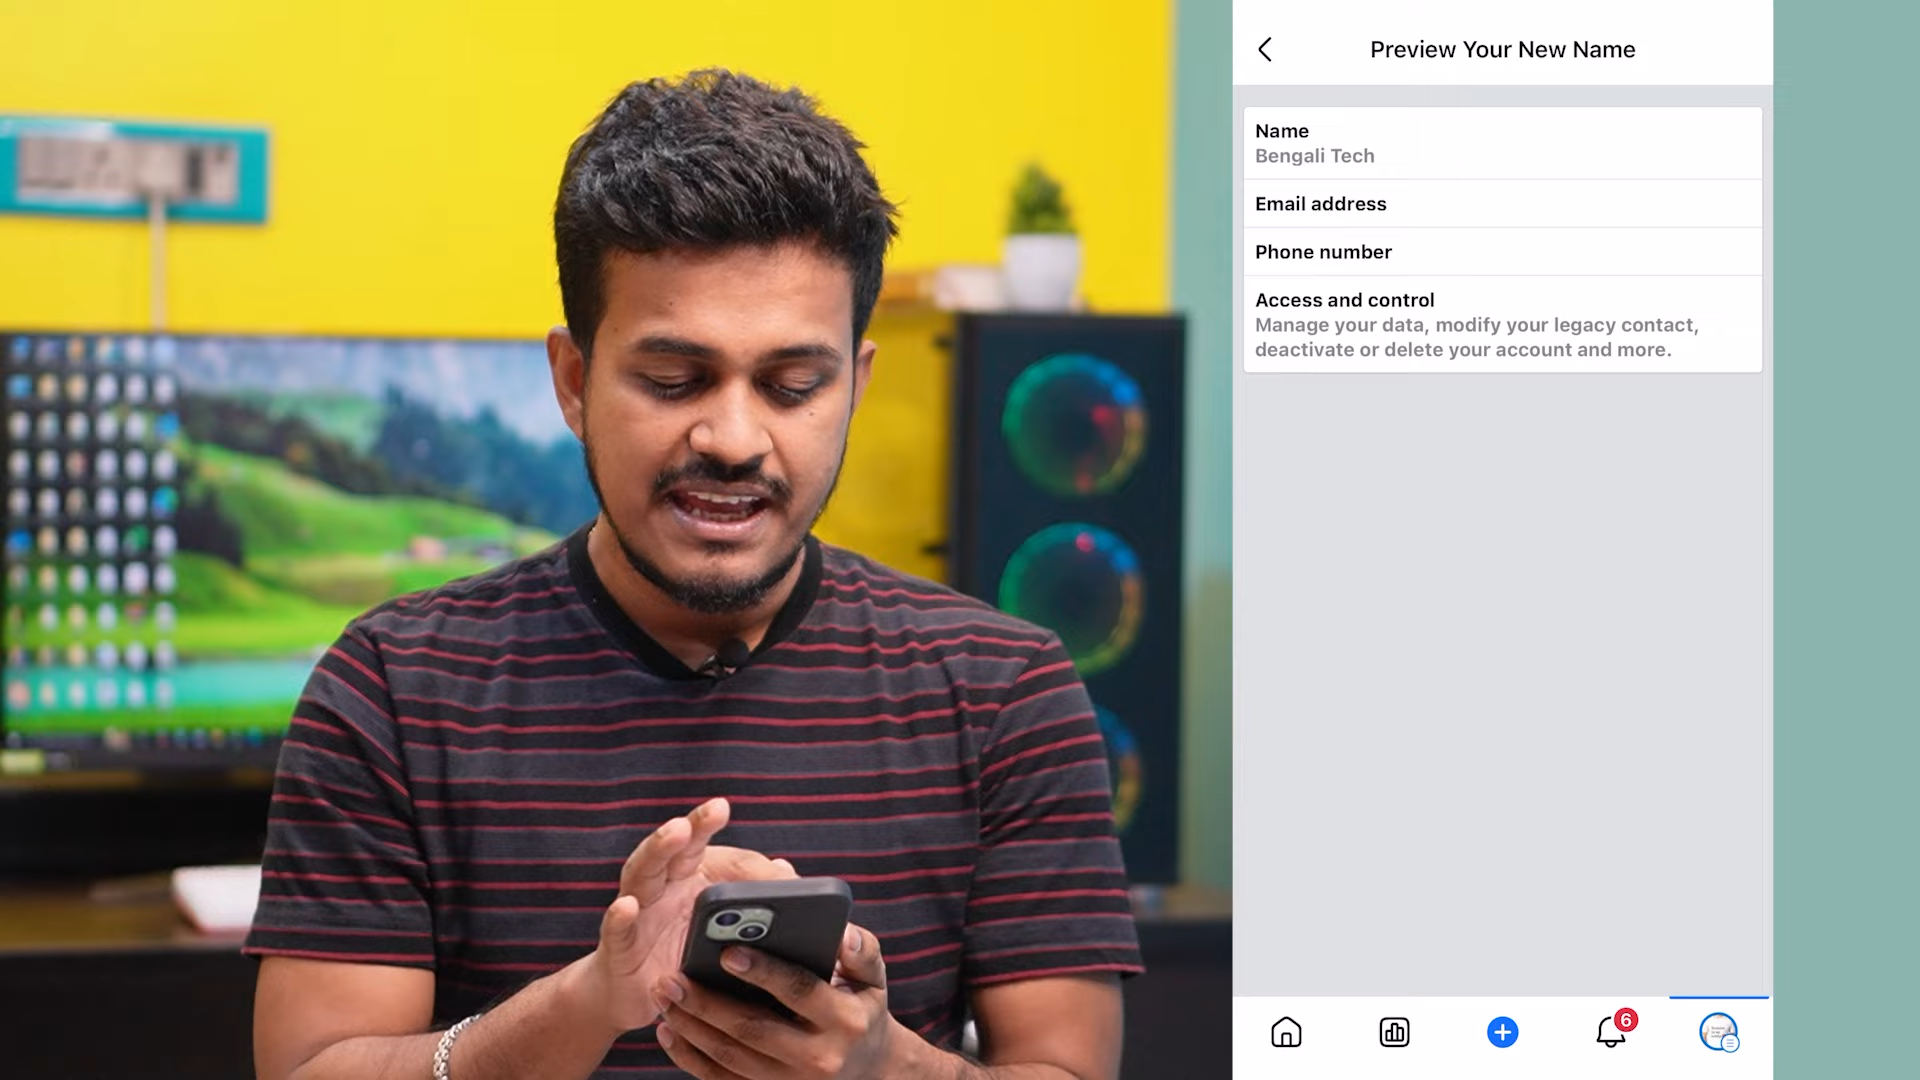 Preview Your New Name
Name
Bengali Tech
Email address
Phone number
Access and control
Manage your data, modify your legacy contact,
deactivate or delete your account and more.
6